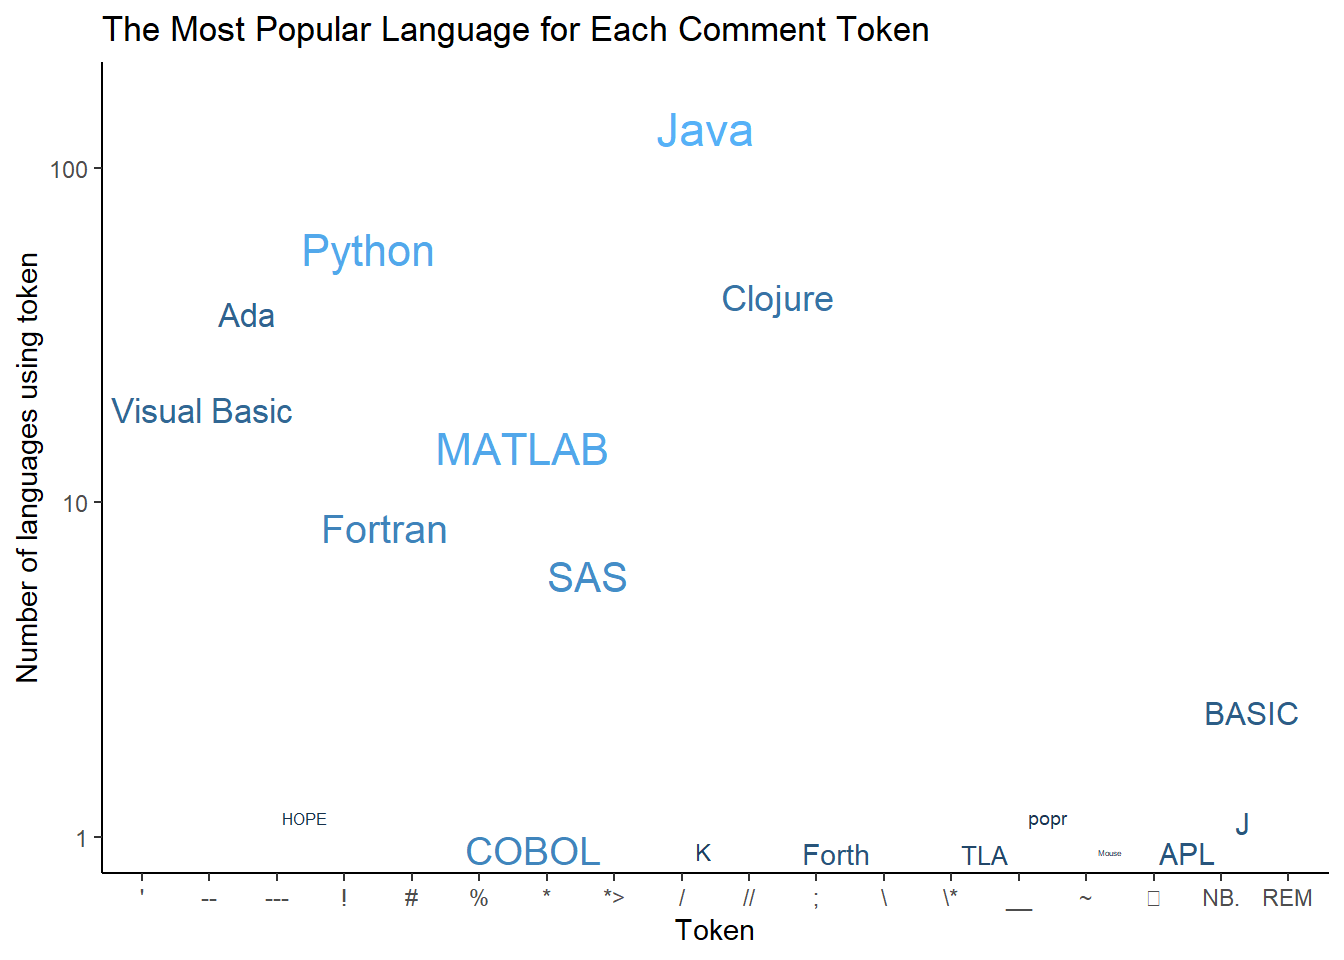 The Most Popular Language for Each Comment Token
Number of languages using token
100
10
1
Java
Python
Clojure
Ada
Visual Basic
MATLAB
Fortran
SAS
BASIC
HOPE
popr
J
COBOL
K
Forth
TLA
Mouse
APL
' -- --- ! # % * *> / // ; \ \* __ ~ NB. REM
Token